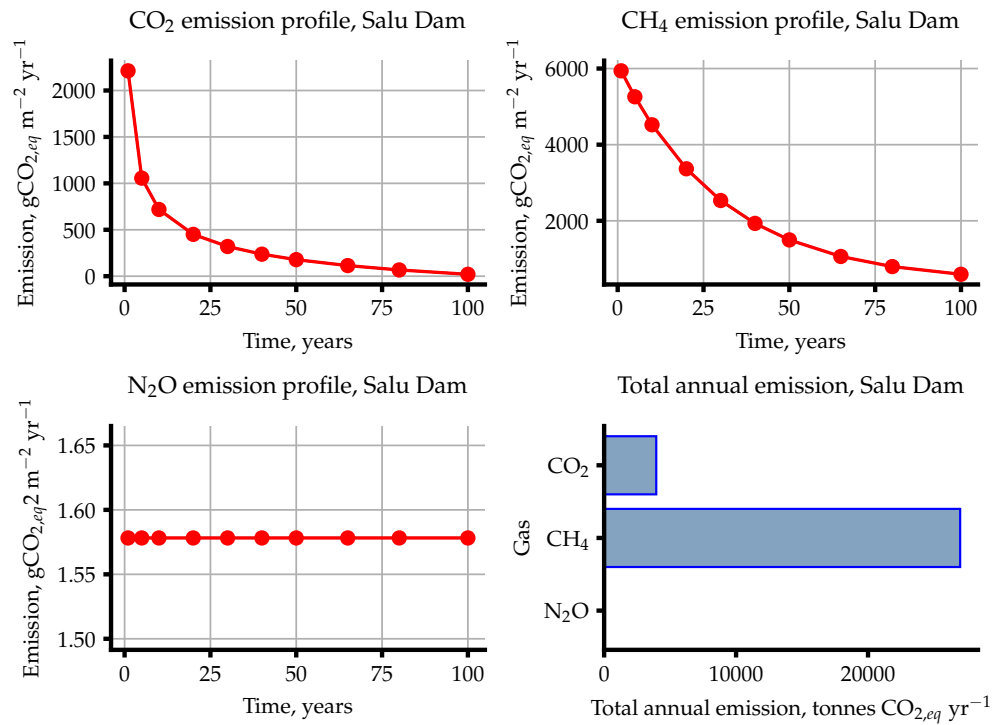 CO₂ emission profile, Salu Dam
Emission, gCO₂,eq m⁻² yr⁻¹
2000
1500
1000
500
0
0 25 50 75 100
Time, years
CH₄ emission profile, Salu Dam
Emission, gCO₂,eq m⁻² yr⁻¹
6000
4000
2000
0 25 50 75 100
Time, years
N₂O emission profile, Salu Dam
Emission, gCO₂,eq2 m⁻² yr⁻¹
1.65
1.60
1.55
1.50
0 25 50 75 100
Time, years
Total annual emission, Salu Dam
Gas
CO₂
CH₄
N₂O
0 10000 20000
Total annual emission, tonnes CO₂,eq yr⁻¹